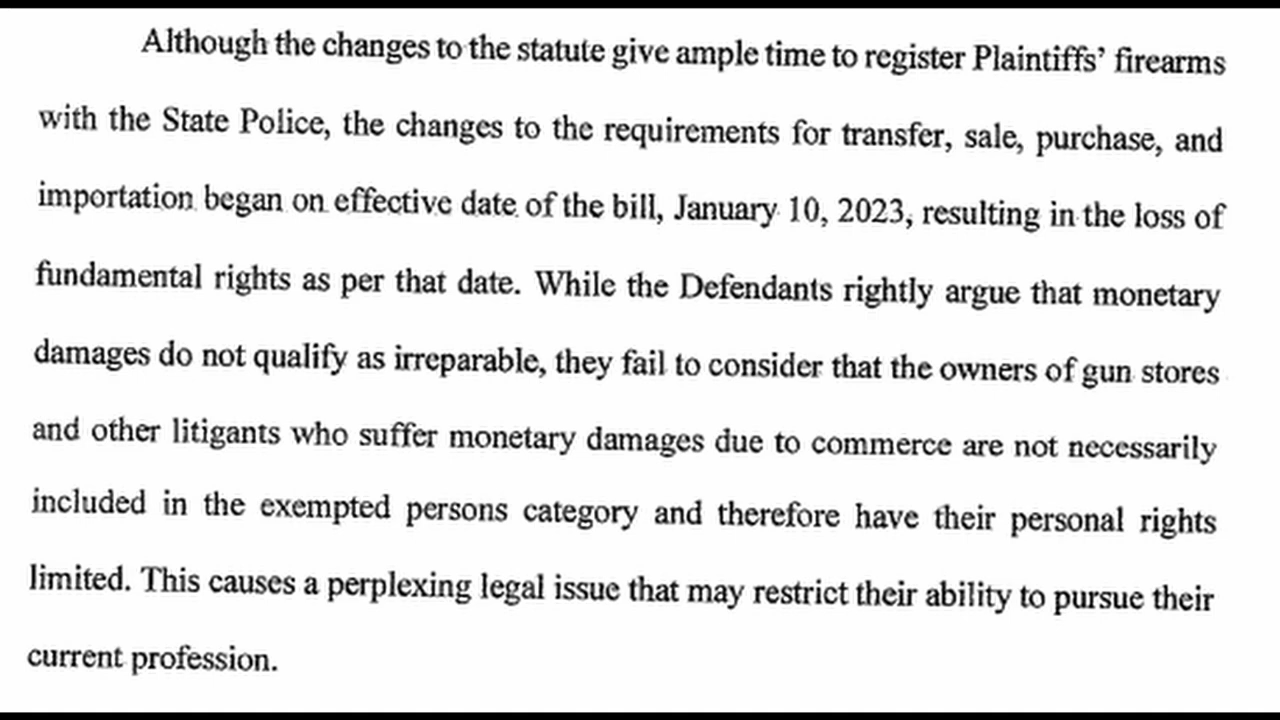 Although the changes to the statute give ample time to register Plaintiffs’ firearms
with the State Police, the changes to the requirements for transfer, sale, purchase, and
importation began on effective date of the bill, January 10, 2023, resulting in the loss of
fundamental rights as per that date. While the Defendants rightly argue that monetary
damages do not qualify as irreparable, they fail to consider that the owners of gun stores
and other litigants who suffer monetary damages due to commerce are not necessarily
included in the exempted persons category and therefore have their personal rights
limited. This causes a perplexing legal issue that may restrict their ability to pursue their
current profession.